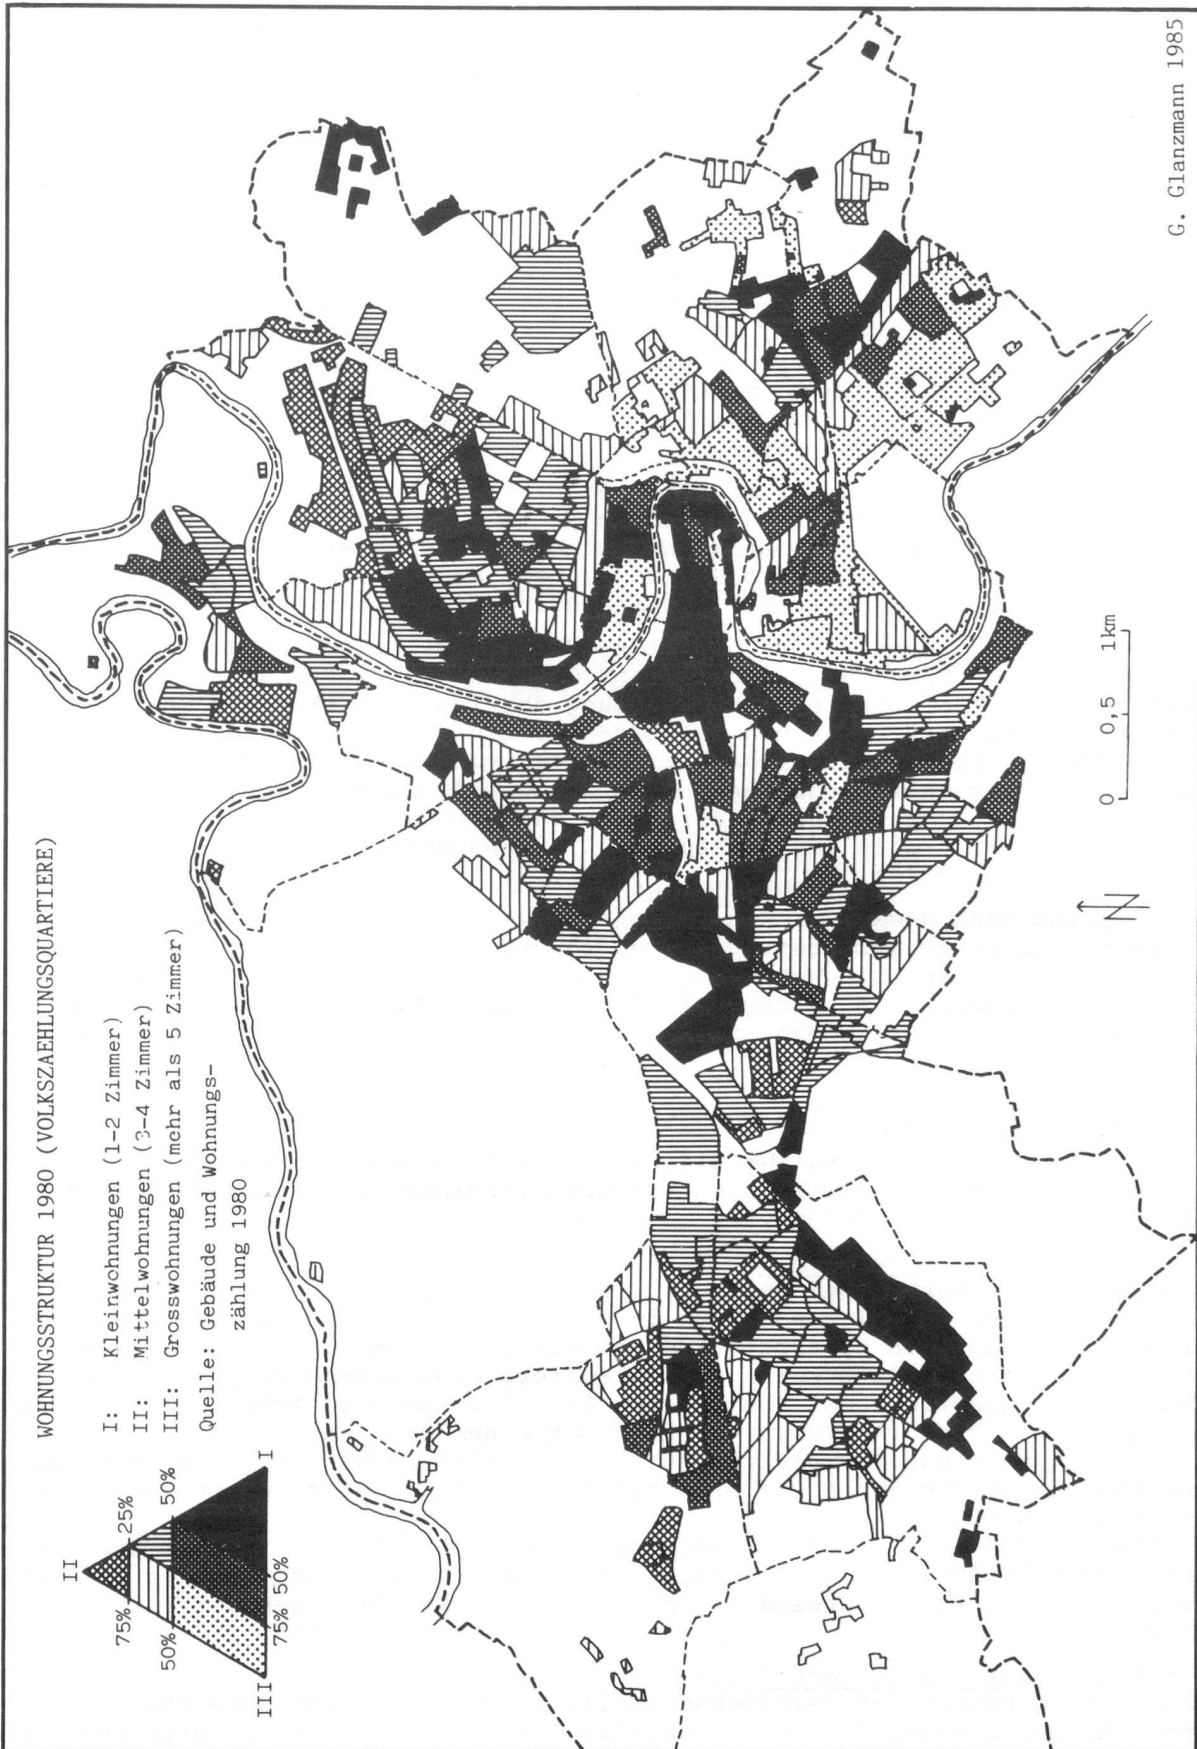 WOHNUNGSSTRUKTUR 1980 (VOLKSZAEHLUNGSQUARTIERE)
II
75%
25%
50%
50%
III
75%
50%
I
I: Kleinwohnungen (1-2 Zimmer)
II: Mittelwohnungen (3-4 Zimmer)
III: Grosswohnungen (mehr als 5 Zimmer)
Quelle: Gebäude und Wohnungs-
zählung 1980
N
0 0,5 1km
G. Glanzmann 1985